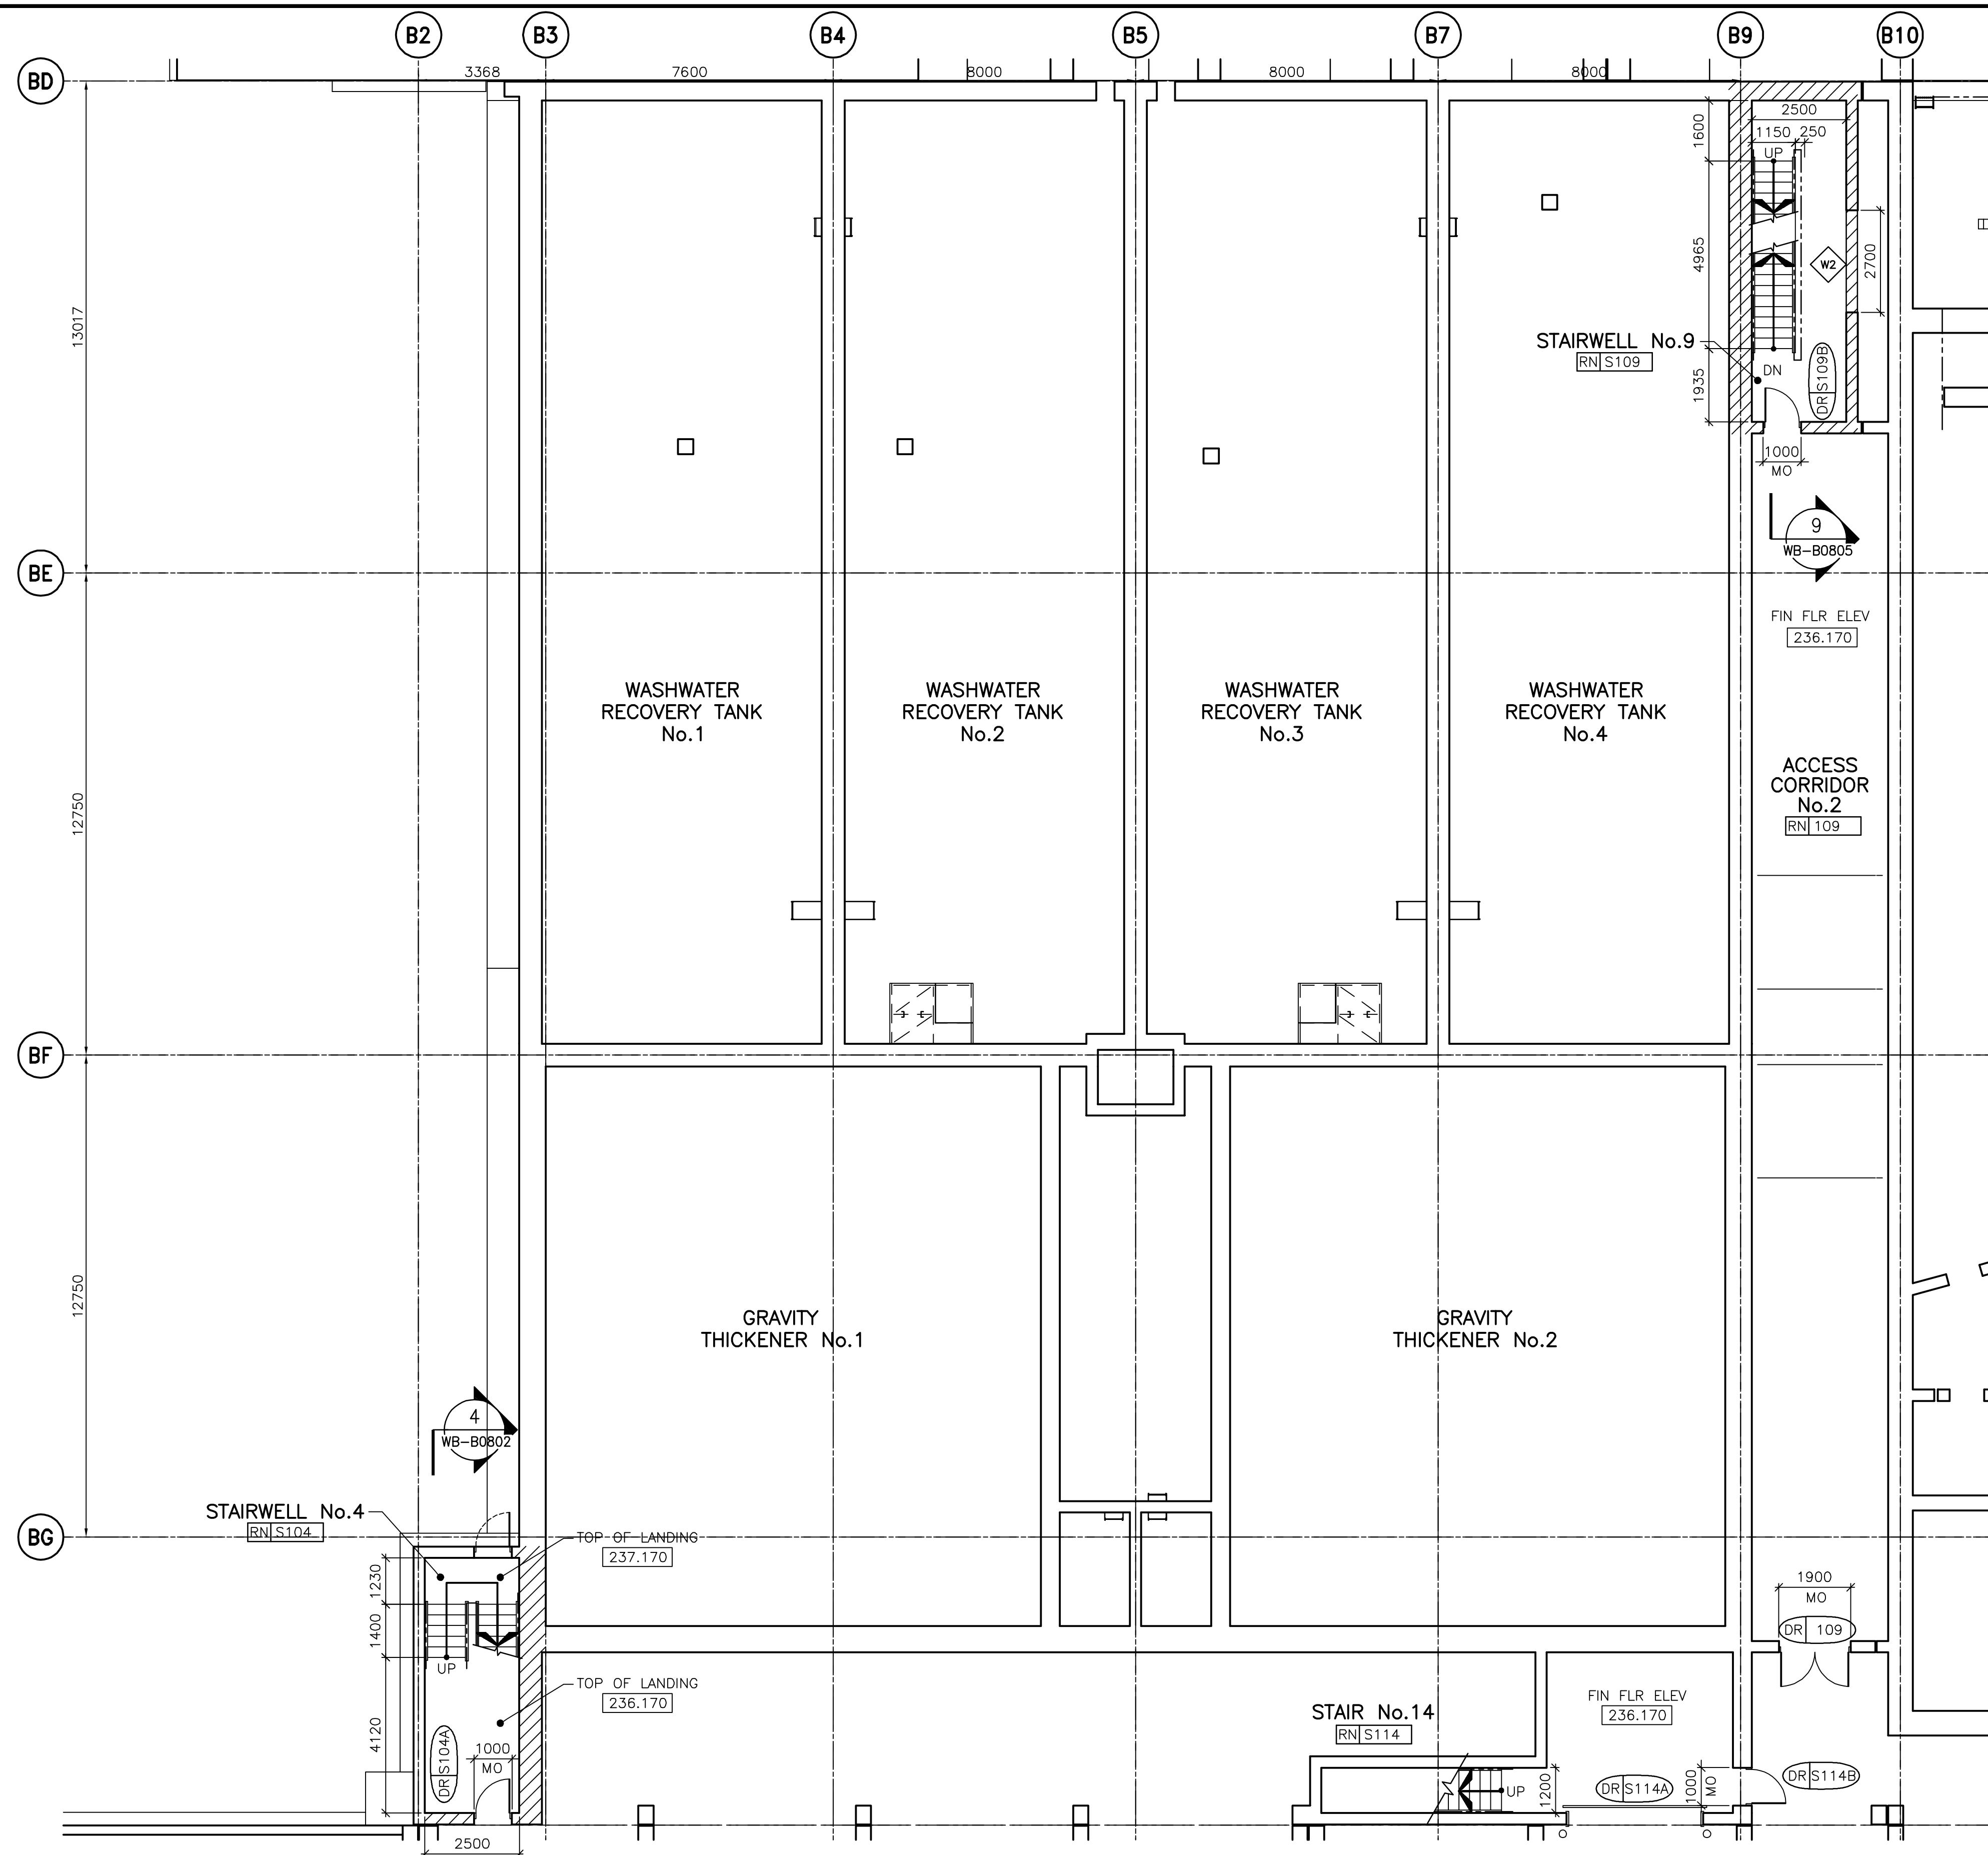 B2 B3 B4 B5 B7 B9 B10
BD
3368 7600 8000 8000 8000
2500
1150 250
UP
1600
4965
1935
2700
W2
STAIRWELL No.9
RN S109
DN
DR S109B
1000
MO
13017
9
WB-B0805
BE
FIN FLR ELEV
236.170
WASHWATER
RECOVERY TANK
No.1
WASHWATER
RECOVERY TANK
No.2
WASHWATER
RECOVERY TANK
No.3
WASHWATER
RECOVERY TANK
No.4
ACCESS
CORRIDOR
No.2
RN 109
12750
BF
12750
GRAVITY
THICKENER No.1
GRAVITY
THICKENER No.2
4
WB-B0802
STAIRWELL No.4
RN S104
BG
TOP OF LANDING
237.170
1230
1400
4120
UP
TOP OF LANDING
236.170
DR S104A
1000
MO
2500
STAIR No.14
RN S114
UP
1200
FIN FLR ELEV
236.170
DR S114A
1000
MO
1900
MO
DR 109
DR S114B